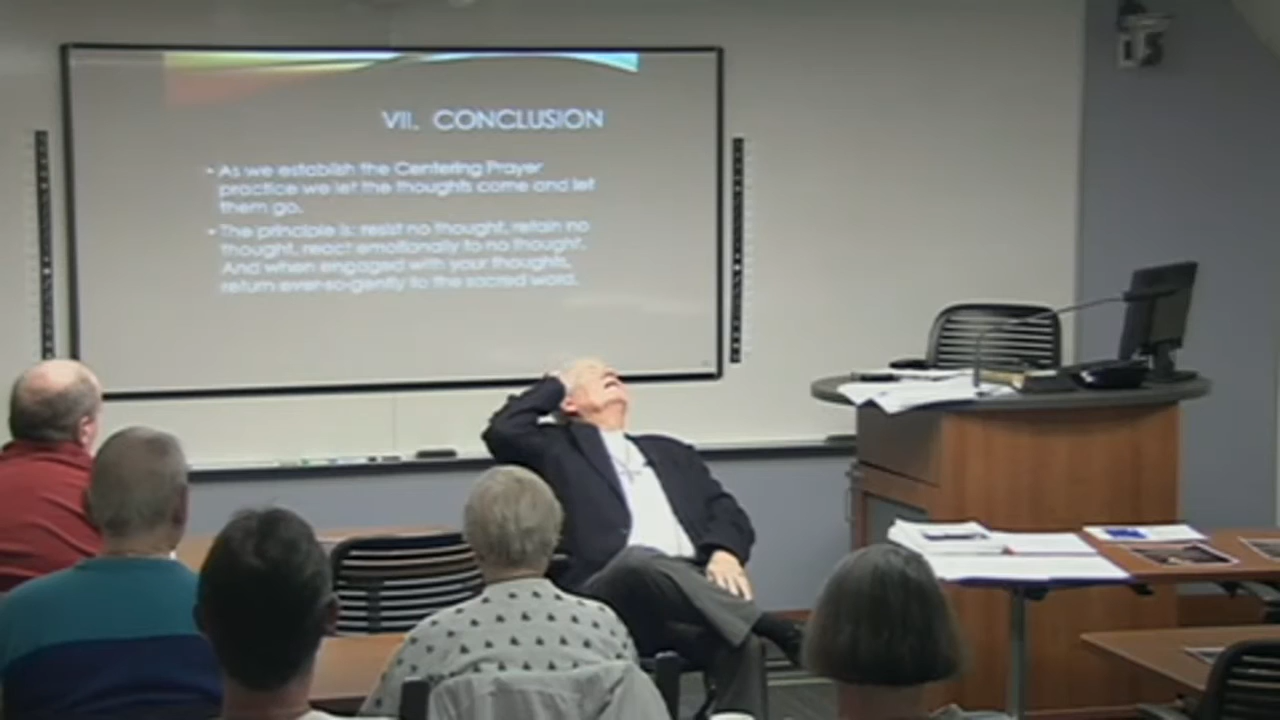 VII. CONCLUSION
• As we establish the Centering Prayer
practice we let the thoughts come and let
them go.
• The principle is: resist no thought, retain no
thought, react emotionally to no thought.
And when engaged with your thoughts,
return ever-so-gently to the sacred word.